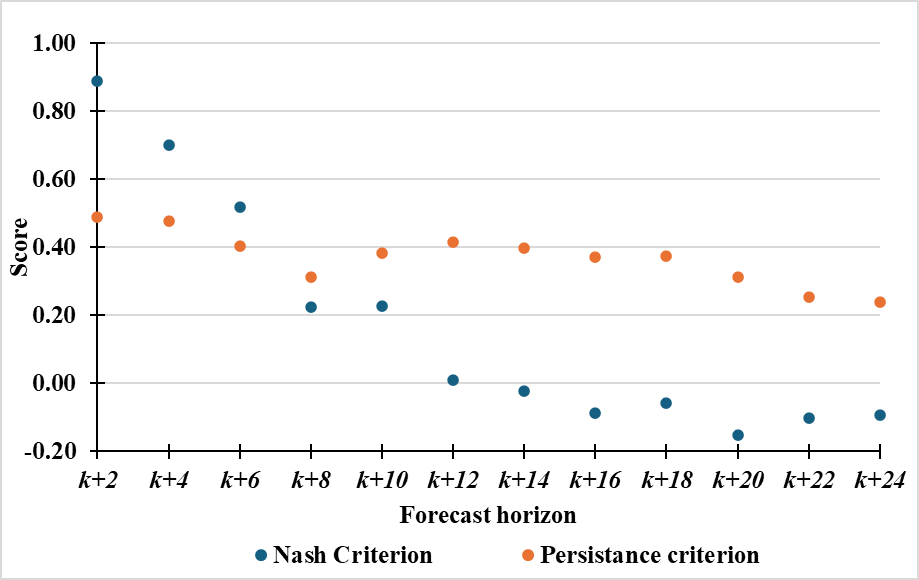 1.00
0.80
0.60
0.40
0.20
0.00
-0.20
Score
k+2 k+4 k+6 k+8 k+10 k+12 k+14 k+16 k+18 k+20 k+22 k+24
Forecast horizon
Nash Criterion Persistance criterion